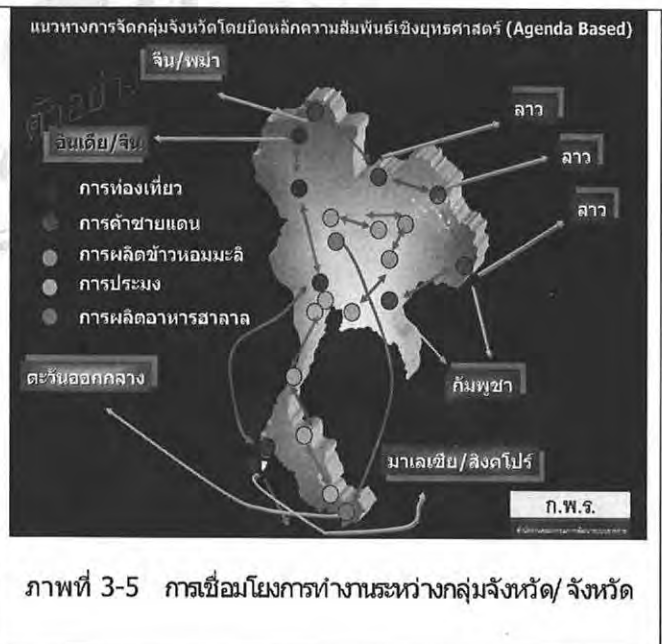 แนวทางการจัดกลุ่มจังหวัดโดยยึดหลักความสัมพันธ์เชิงยุทธศาสตร์ (Agenda Based)
จีน/พม่า
ตัวอย่าง
ลาว
อินเดีย/จีน
ลาว
การท่องเที่ยว
ลาว
การค้าชายแดน
การผลิตข้าวหอมมะลิ
การประมง
การผลิตอาหารฮาลาล
ตะวันออกกลาง
กัมพูชา
มาเลเซีย/สิงคโปร์
ก.พ.ร.
ภาพที่ 3-5 การเชื่อมโยงการทำงานระหว่างกลุ่มจังหวัด/ จังหวัด